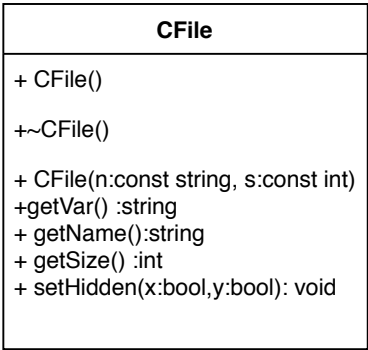 CFile
+ CFile()
+~CFile()
+ CFile(n:const string, s:const int)
+getVar() :string
+ getName():string
+ getSize() :int
+ setHidden(x:bool,y:bool): void